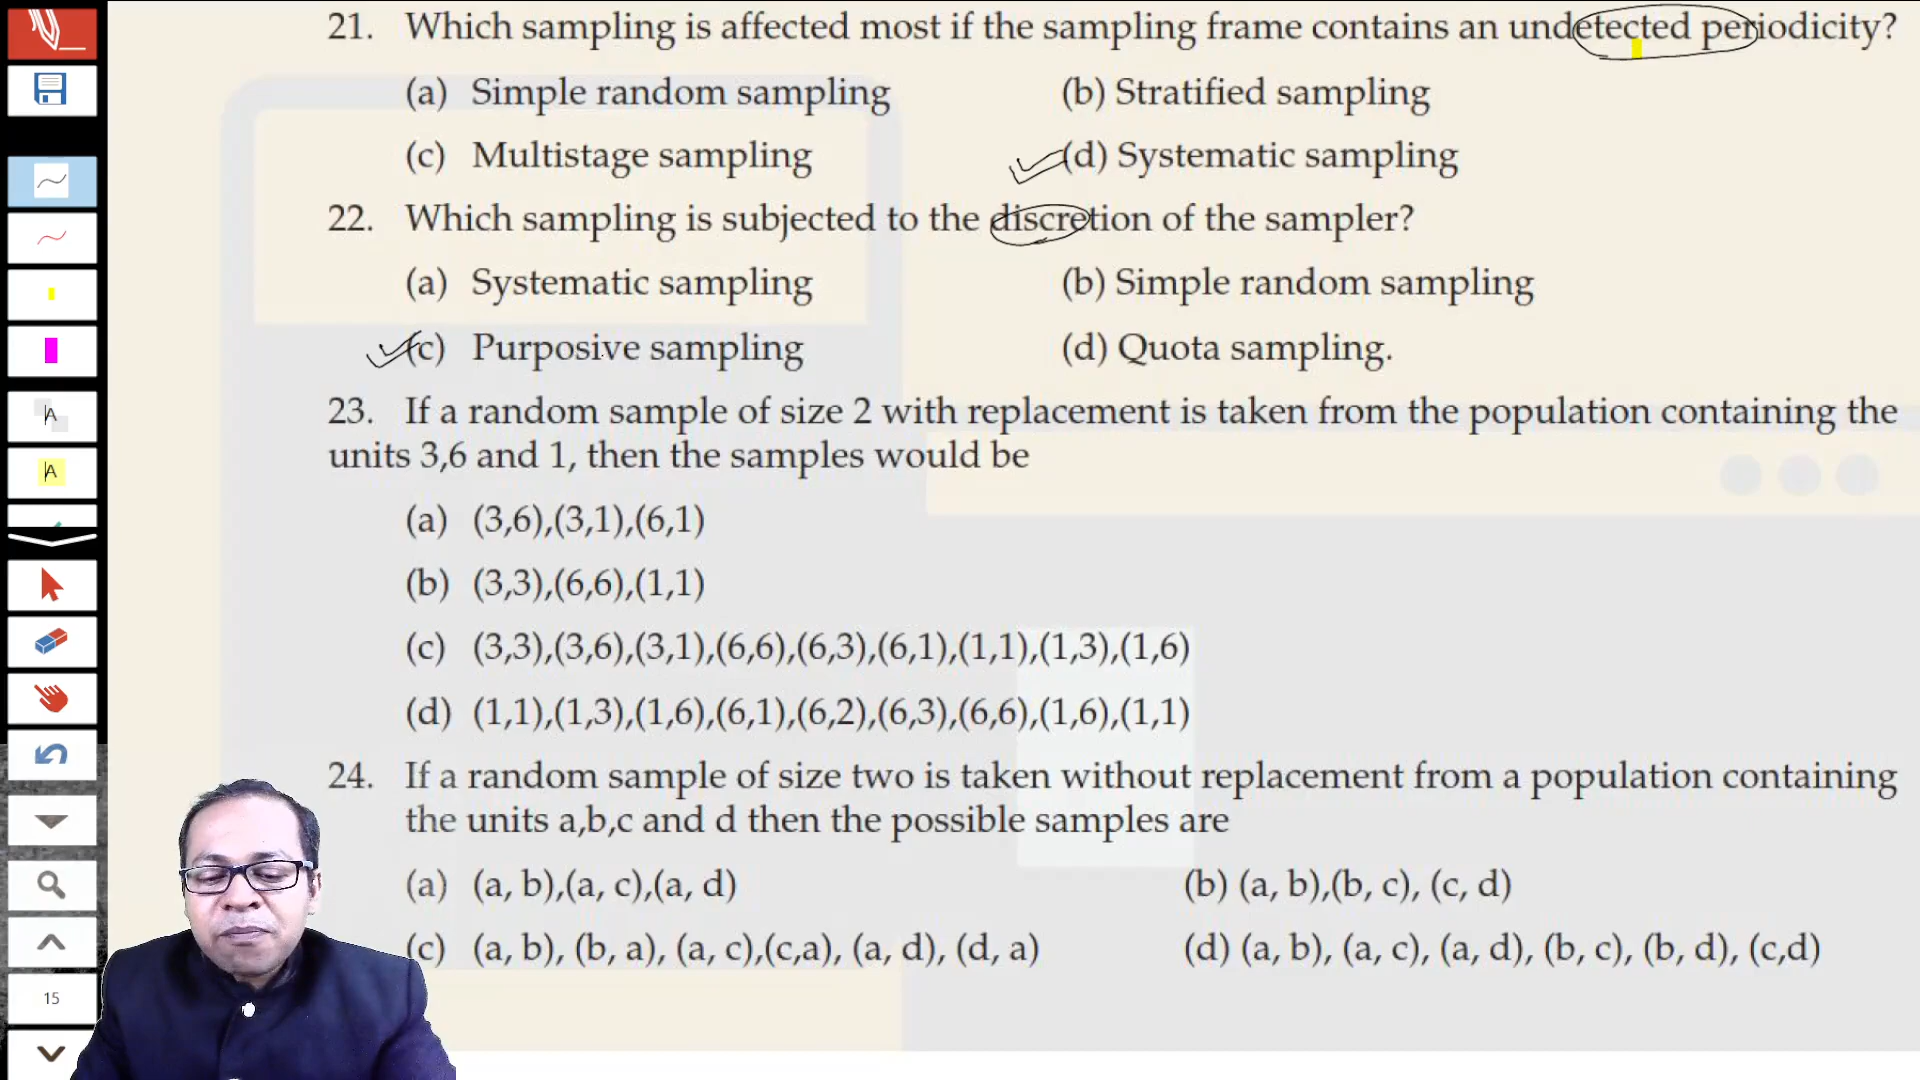 21. Which sampling is affected most if the sampling frame contains an undetected periodicity?
(a) Simple random sampling (b) Stratified sampling
(c) Multistage sampling (d) Systematic sampling
22. Which sampling is subjected to the discretion of the sampler?
(a) Systematic sampling (b) Simple random sampling
(c) Purposive sampling (d) Quota sampling.
23. If a random sample of size 2 with replacement is taken from the population containing the
units 3,6 and 1, then the samples would be
(a) (3,6),(3,1),(6,1)
(b) (3,3),(6,6),(1,1)
(c) (3,3),(3,6),(3,1),(6,6),(6,3),(6,1),(1,1),(1,3),(1,6)
(d) (1,1),(1,3),(1,6),(6,1),(6,2),(6,3),(6,6),(1,6),(1,1)
24. If a random sample of size two is taken without replacement from a population containing
the units a,b,c and d then the possible samples are
(a) (a, b),(a, c),(a, d) (b) (a, b),(b, c), (c, d)
(c) (a, b), (b, a), (a, c),(c,a), (a, d), (d, a) (d) (a, b), (a, c), (a, d), (b, c), (b, d), (c,d)
A
A
15